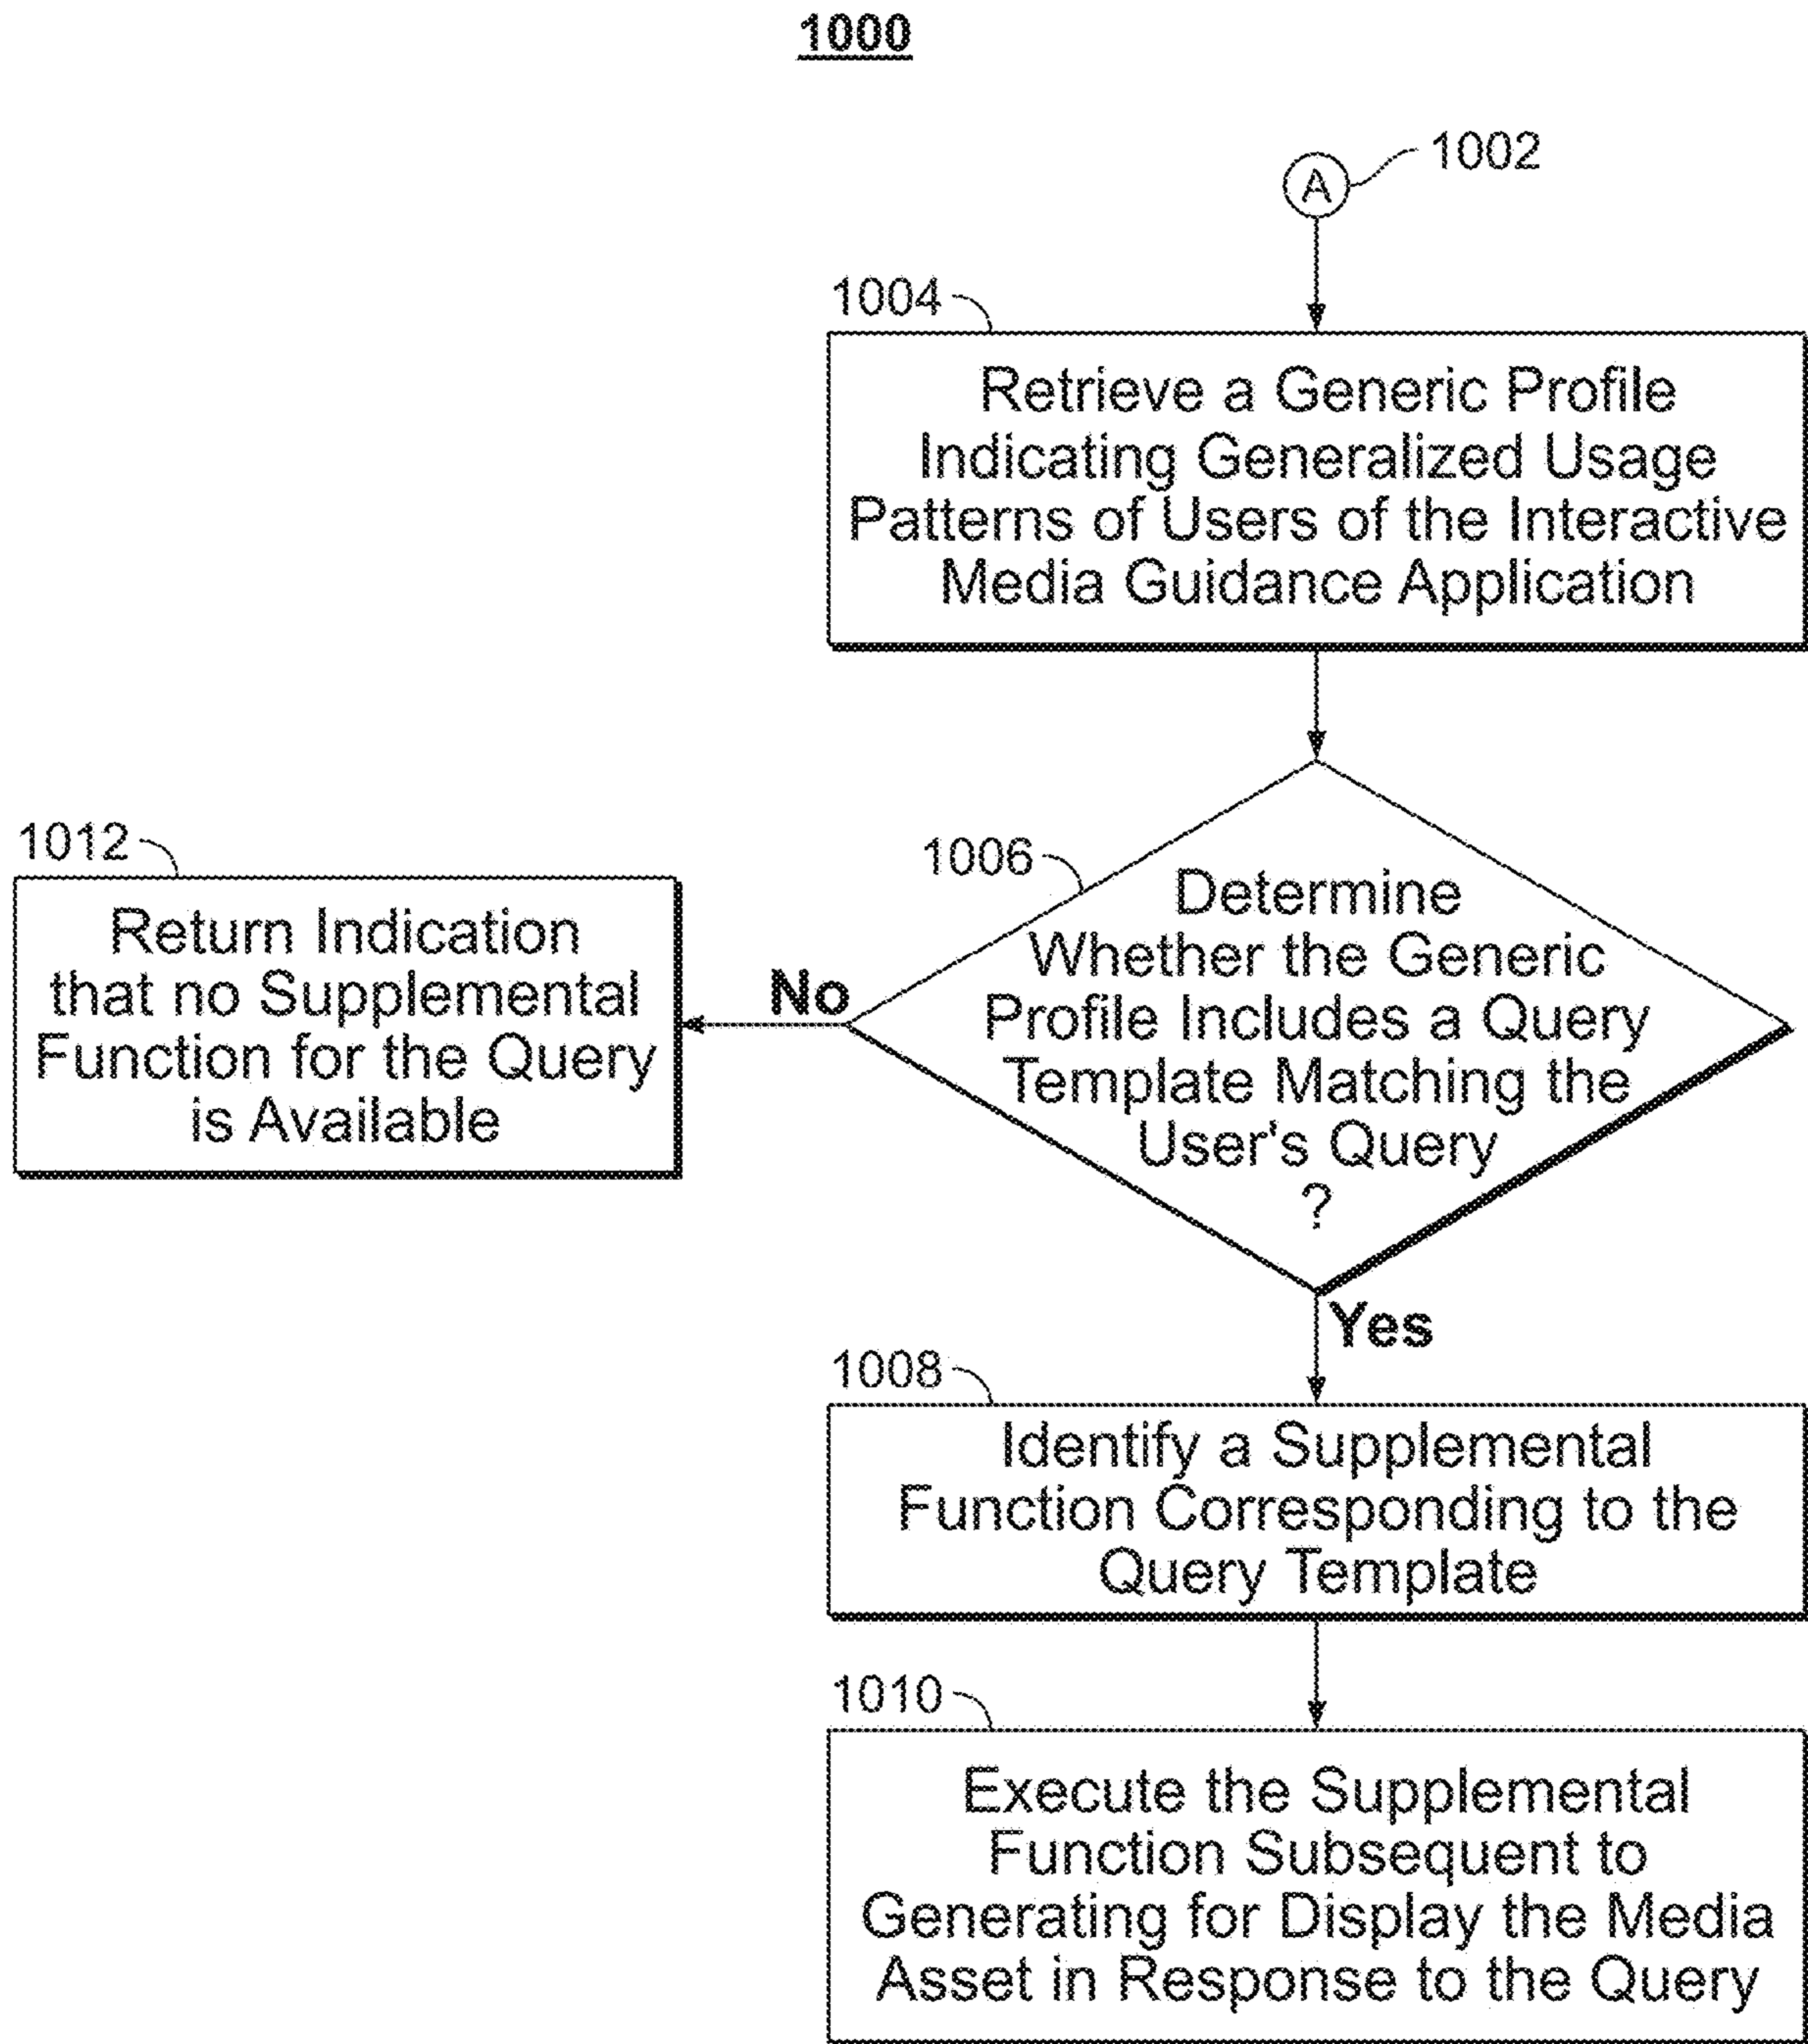 1000
A
1002
1004
Retrieve a Generic Profile
Indicating Generalized Usage
Patterns of Users of the Interactive
Media Guidance Application
1006
Determine
Whether the Generic
Profile Includes a Query
Template Matching the
User's Query
?
No
1012
Return Indication
that no Supplemental
Function for the Query
is Available
Yes
1008
Identify a Supplemental
Function Corresponding to the
Query Template
1010
Execute the Supplemental
Function Subsequent to
Generating for Display the Media
Asset in Response to the Query